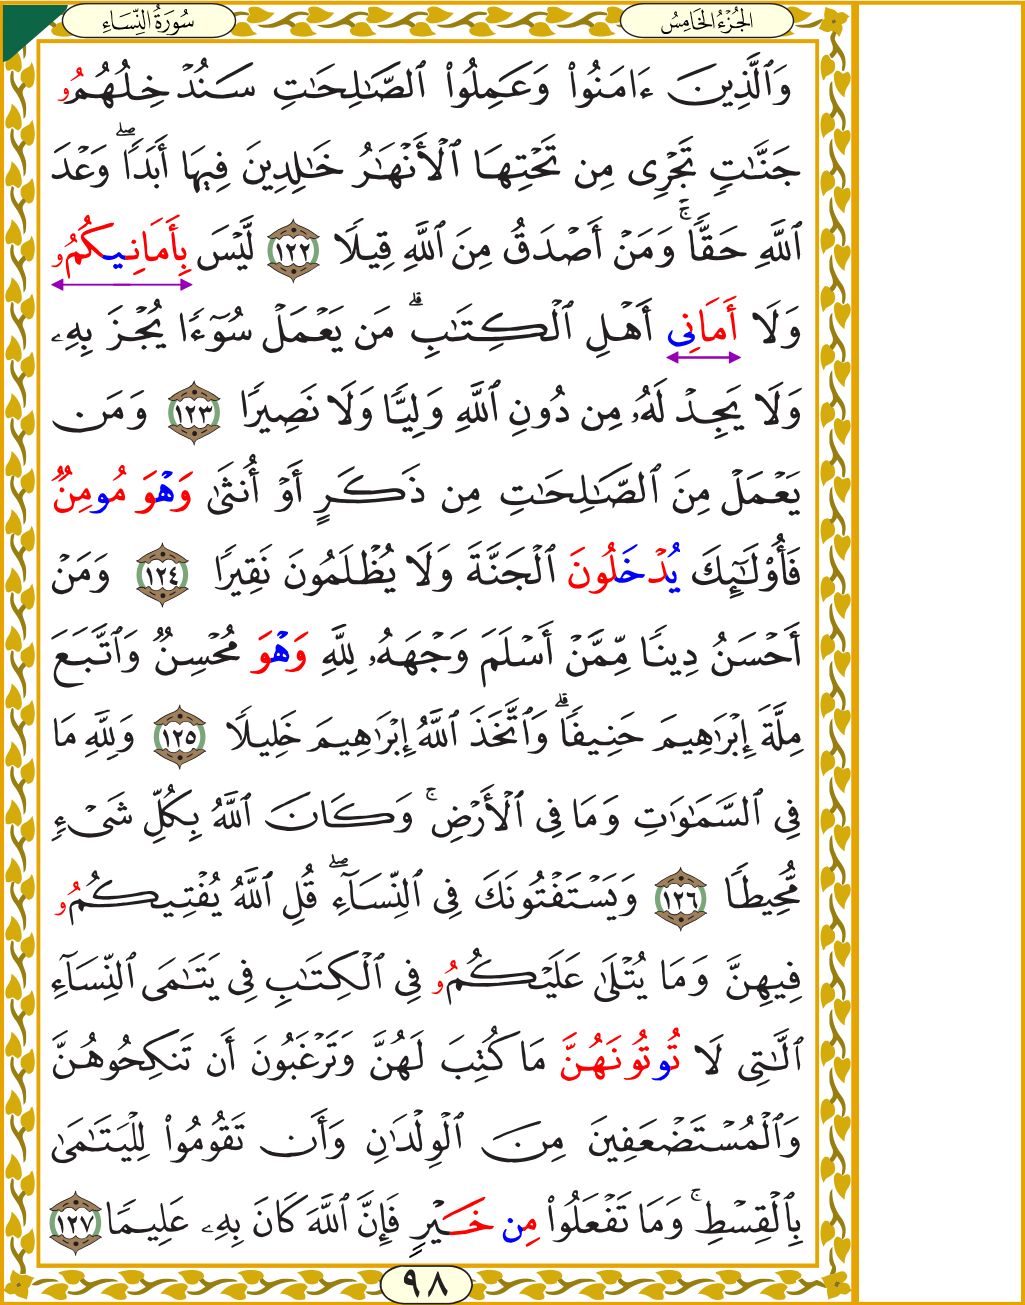 الجُزْءُ الخَامِسُ
سُورَةُ النِّسَاءِ
وَٱلَّذِينَ ءَامَنُواْ وَعَمِلُواْ ٱلصَّٰلِحَٰتِ سَنُدْخِلُهُمُو
جَنَّٰتٍ تَجْرِى مِن تَحْتِهَا ٱلْأَنْهَٰرُ خَٰلِدِينَ فِيهَا أَبَدًاۖ وَعْدَ
ٱللَّهِ حَقًّاۚ وَمَنْ أَصْدَقُ مِنَ ٱللَّهِ قِيلًا ١٢٢ لَّيْسَ بِأَمَانِيكُمُو
وَلَا أَمَانِى أَهْلِ ٱلْكِتَٰبِۗ مَن يَعْمَلْ سُوٓءًا يُجْزَ بِهِۦ
وَلَا يَجِدْ لَهُۥ مِن دُونِ ٱللَّهِ وَلِيًّا وَلَا نَصِيرًا ١٢٣ وَمَن
يَعْمَلْ مِنَ ٱلصَّٰلِحَٰتِ مِن ذَكَرٍ أَوْ أُنثَىٰ وَهْوَ مُومِنٌ
فَأُوْلَٰٓئِكَ يُدْخَلُونَ ٱلْجَنَّةَ وَلَا يُظْلَمُونَ نَقِيرًا ١٢٤ وَمَنْ
أَحْسَنُ دِينًا مِّمَّنْ أَسْلَمَ وَجْهَهُۥ لِلَّهِ وَهْوَ مُحْسِنٌ وَٱتَّبَعَ
مِلَّةَ إِبْرَٰهِيمَ حَنِيفًاۗ وَٱتَّخَذَ ٱللَّهُ إِبْرَٰهِيمَ خَلِيلًا ١٢٥ وَلِلَّهِ مَا
فِى ٱلسَّمَٰوَٰتِ وَمَا فِى ٱلْأَرْضِۚ وَكَانَ ٱللَّهُ بِكُلِّ شَىْءٍ
مُّحِيطًا ١٢٦ وَيَسْتَفْتُونَكَ فِى ٱلنِّسَآءِۖ قُلِ ٱللَّهُ يُفْتِيكُمُو
فِيهِنَّ وَمَا يُتْلَىٰ عَلَيْكُمُو فِى ٱلْكِتَٰبِ فِى يَتَٰمَى ٱلنِّسَآءِ
ٱلَّٰتِى لَا تُوتُونَهُنَّ مَا كُتِبَ لَهُنَّ وَتَرْغَبُونَ أَن تَنكِحُوهُنَّ
وَٱلْمُسْتَضْعَفِينَ مِنَ ٱلْوِلْدَٰنِ وَأَن تَقُومُواْ لِلْيَتَٰمَىٰ
بِٱلْقِسْطِۚ وَمَا تَفْعَلُواْ مِن خَيْرٍ فَإِنَّ ٱللَّهَ كَانَ بِهِۦ عَلِيمًا ١٢٧
٩٨